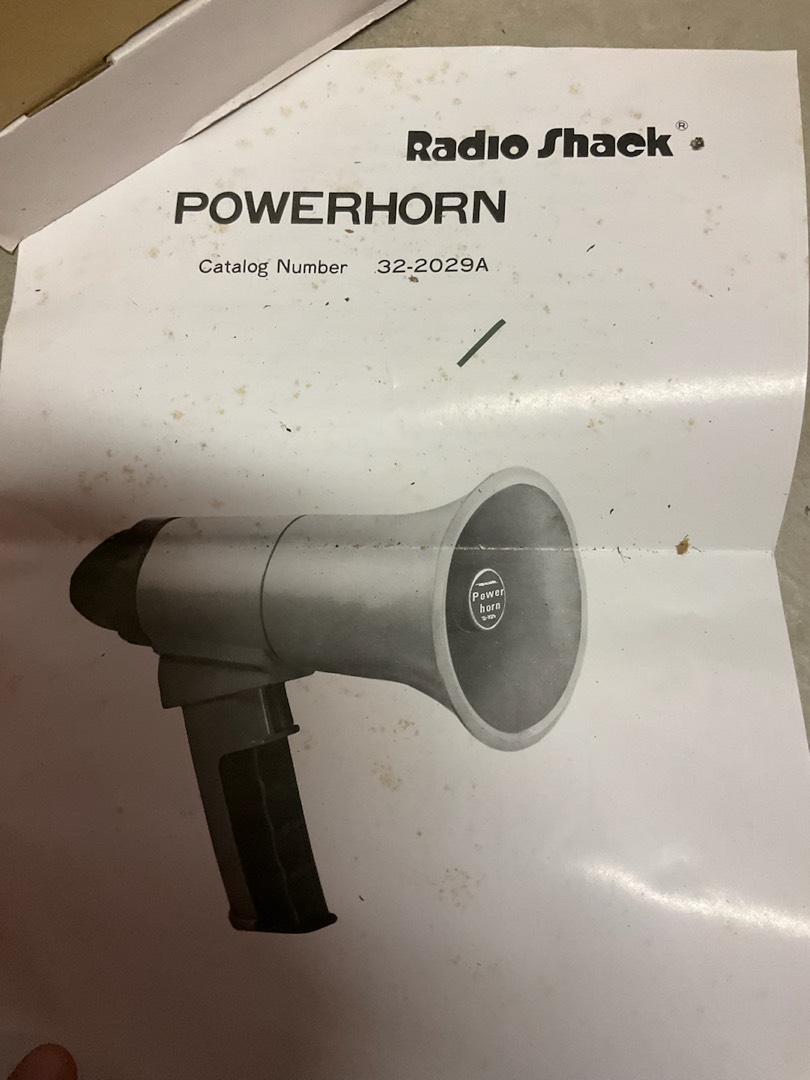 Radio Shack®
POWERHORN
Catalog Number 32-2029A
Power
horn